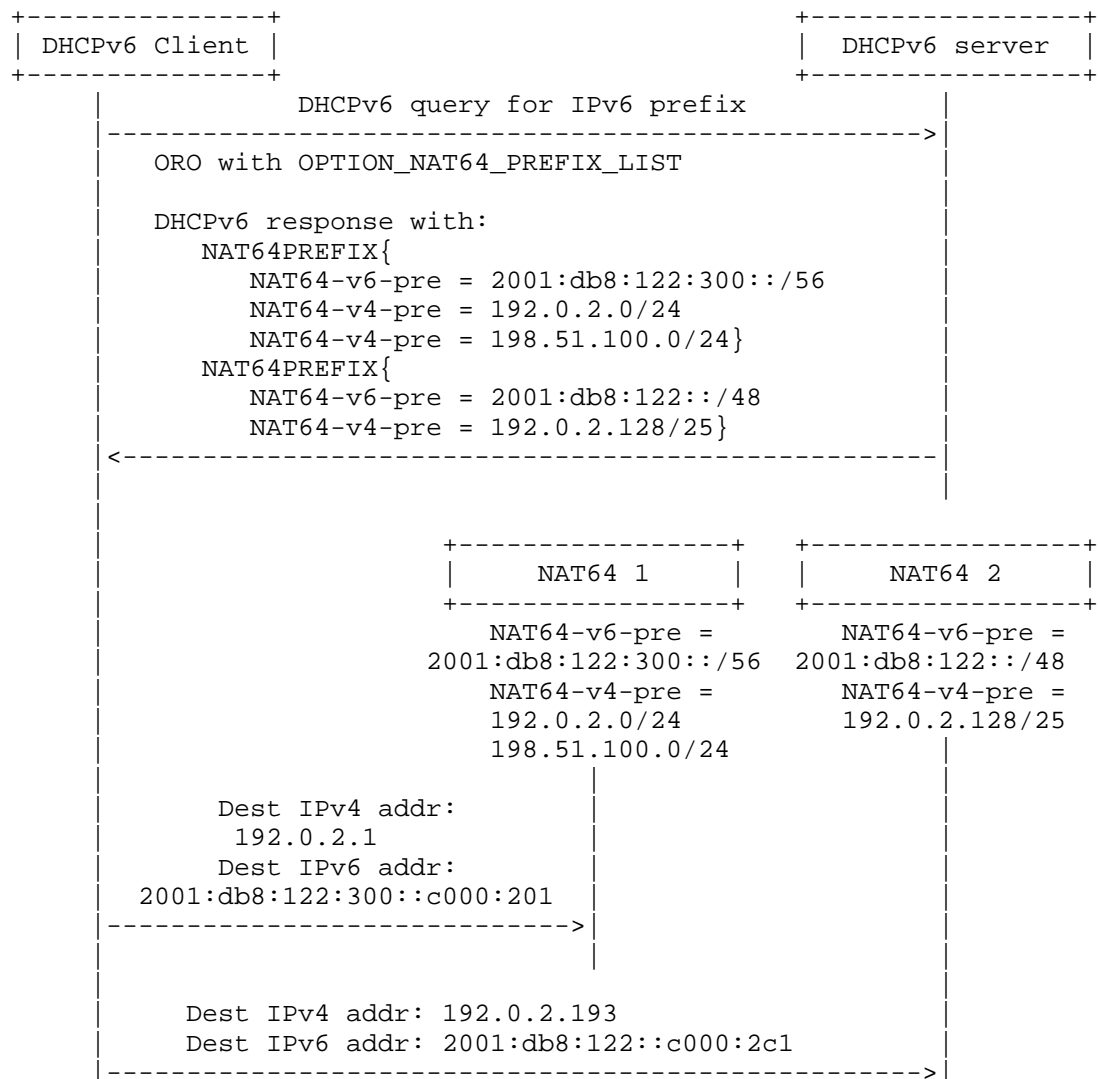 DHCPv6 Client DHCPv6 server
DHCPv6 query for IPv6 prefix
ORO with OPTION_NAT64_PREFIX_LIST
DHCPv6 response with:
NAT64PREFIX{
NAT64-v6-pre = 2001:db8:122:300::/56
NAT64-v4-pre = 192.0.2.0/24
NAT64-v4-pre = 198.51.100.0/24}
NAT64PREFIX{
NAT64-v6-pre = 2001:db8:122::/48
NAT64-v4-pre = 192.0.2.128/25}
NAT64 1 NAT64 2
NAT64-v6-pre = NAT64-v6-pre =
2001:db8:122:300::/56 2001:db8:122::/48
NAT64-v4-pre = NAT64-v4-pre =
192.0.2.0/24 192.0.2.128/25
198.51.100.0/24
Dest IPv4 addr:
192.0.2.1
Dest IPv6 addr:
2001:db8:122:300::c000:201
Dest IPv4 addr: 192.0.2.193
Dest IPv6 addr: 2001:db8:122::c000:2c1